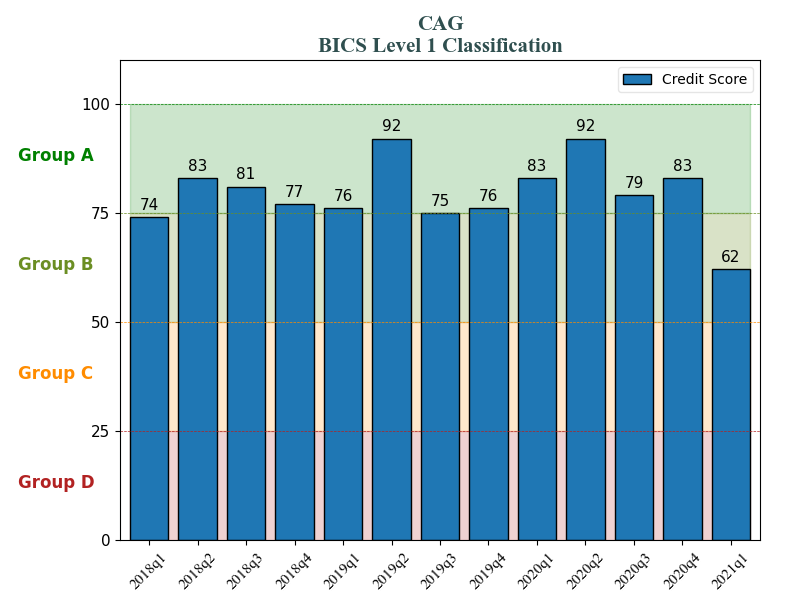 CAG
BICS Level 1 Classification
Credit Score
100
Group A
92
92
83
81
83
83
77
76
75
76
79
74
75
62
Group B
50
Group C
25
Group D
0
2018q1
2018q2
2018q3
2018q4
2019q1
2019q2
2019q3
2019q4
2020q1
2020q2
2020q3
2020q4
2021q1